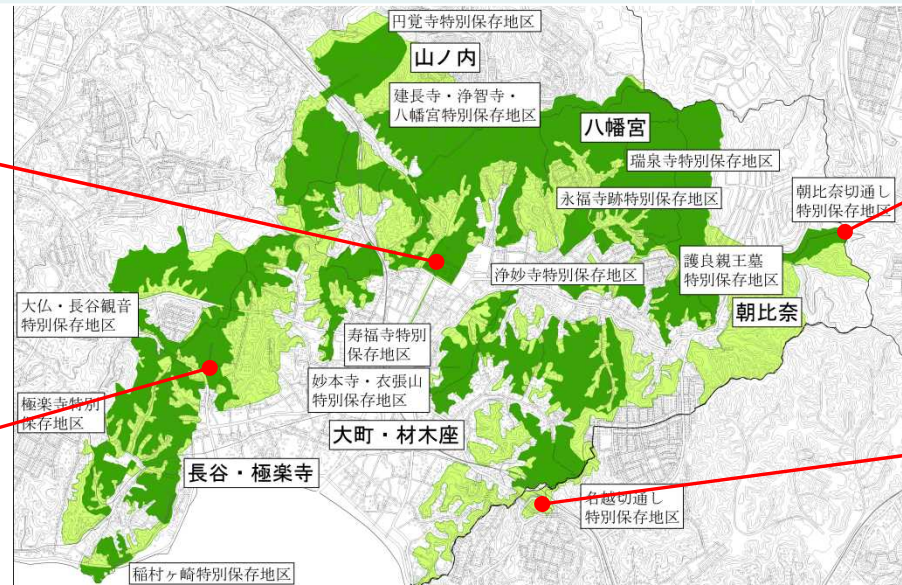 円覚寺特別保存地区
山ノ内
建長寺・浄智寺・
八幡宮特別保存地区
八幡宮
瑞泉寺特別保存地区
永福寺跡特別保存地区
朝比奈切通し
特別保存地区
浄妙寺特別保存地区
護良親王墓
特別保存地区
朝比奈
大仏・長谷観音
特別保存地区
寿福寺特別
保存地区
妙本寺・衣張山
特別保存地区
極楽寺特別
保存地区
大町・材木座
長谷・極楽寺
名越切通し
特別保存地区
稲村ヶ崎特別保存地区